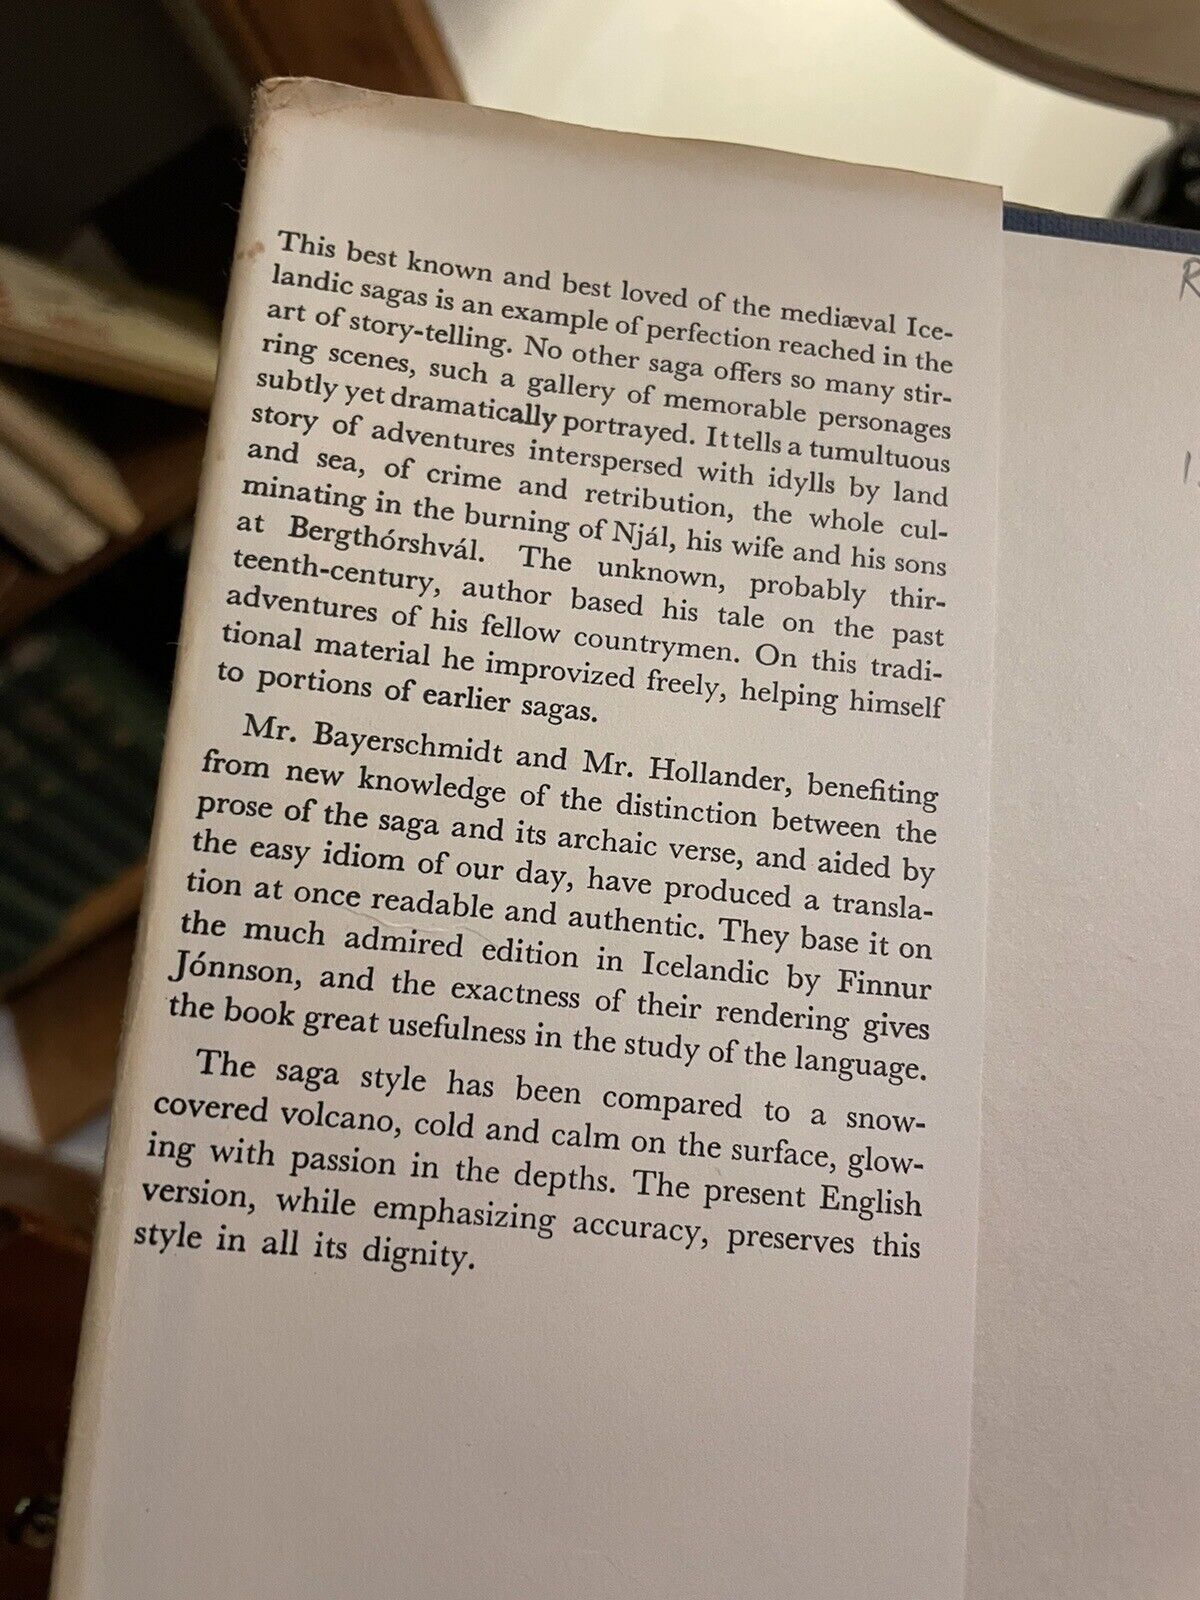 This best known and best loved of the mediæval Ice-
landic sagas is an example of perfection reached in the
art of story-telling. No other saga offers so many stir-
ring scenes, such a gallery of memorable personages
subtly yet dramatically portrayed. It tells a tumultuous
story of adventures interspersed with idylls by land
and sea, of crime and retribution, the whole cul-
minating in the burning of Njál, his wife and his sons
at Bergthórshvál. The unknown, probably thir-
teenth-century, author based his tale on the past
adventures of his fellow countrymen. On this tradi-
tional material he improvized freely, helping himself
to portions of earlier sagas.
Mr. Bayerschmidt and Mr. Hollander, benefiting
from new knowledge of the distinction between the
prose of the saga and its archaic verse, and aided by
the easy idiom of our day, have produced a transla-
tion at once readable and authentic. They base it on
the much admired edition in Icelandic by Finnur
Jónnson, and the exactness of their rendering gives
the book great usefulness in the study of the language.
The saga style has been compared to a snow-
covered volcano, cold and calm on the surface, glow-
ing with passion in the depths. The present English
version, while emphasizing accuracy, preserves this
style in all its dignity.